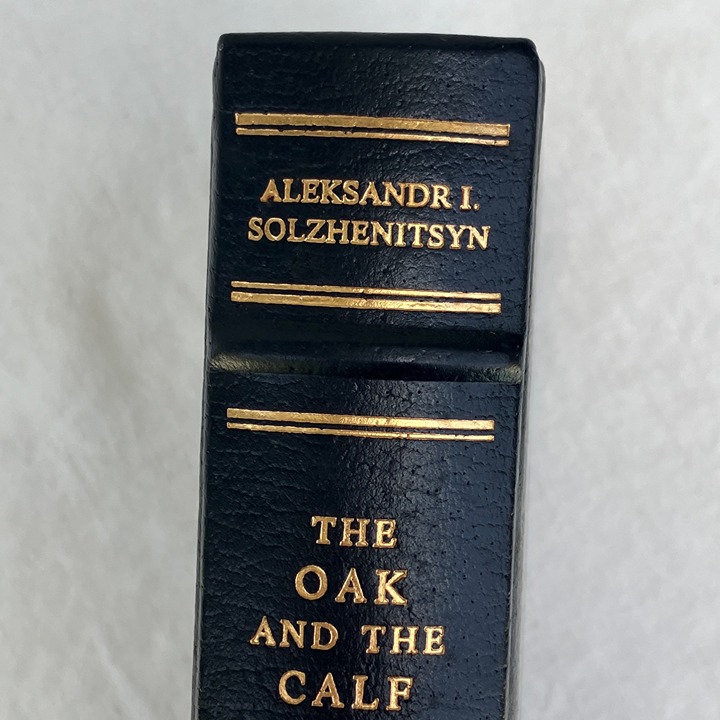 ALEKSANDR I.
SOLZHENITSYN
THE
OAK
AND THE
CALF